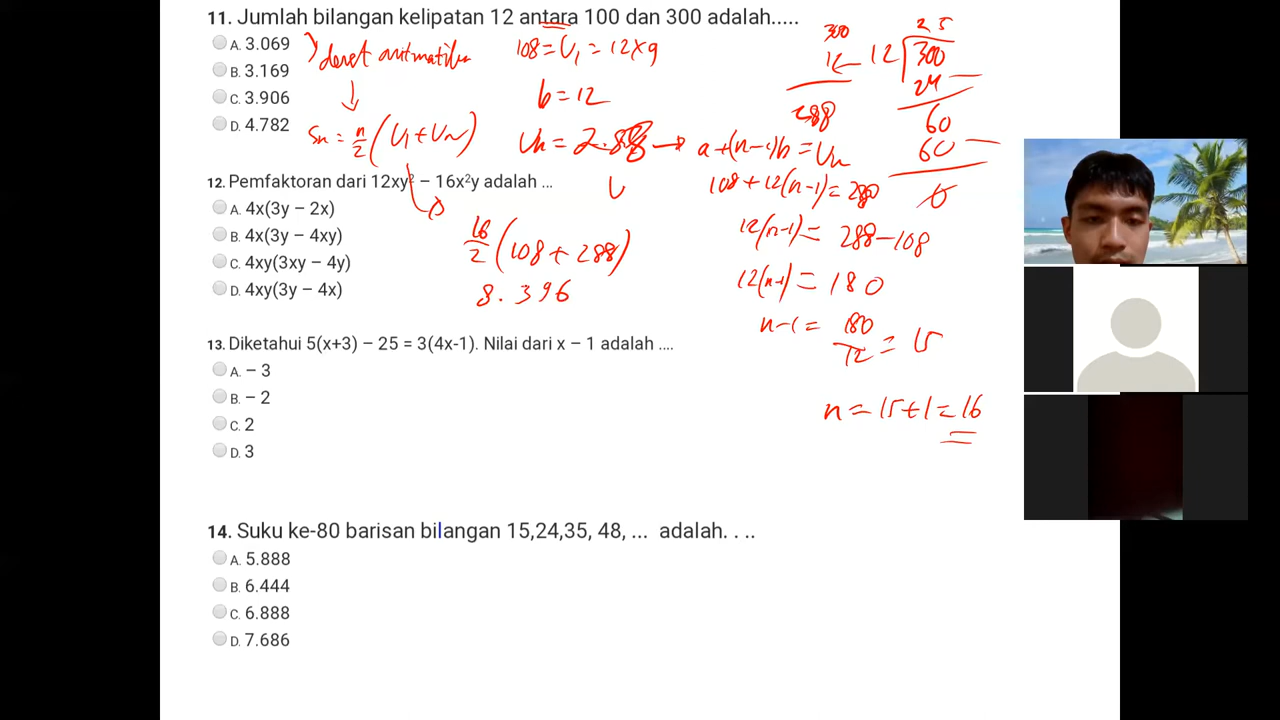 11. Jumlah bilangan kelipatan 12 antara 100 dan 300 adalah.....
A. 3.069
B. 3.169
C. 3.906
D. 4.782
deret aritmatika
Sn = n/2 (U1 + Un)
108 = U1 = 12 x 9
b = 12
Un = 288 → a + (n-1)b = Un
300
12
288
25
12 300
24
60
60
0
108 + 12(n-1) = 288
12(n-1) = 288 - 108
12(n-1) = 180
n-1 = 180/12 = 15
n = 15 + 1 = 16
16/2 (108 + 288)
8 . 396
12. Pemfaktoran dari 12xy² – 16x²y adalah ...
A. 4x(3y – 2x)
B. 4x(3y – 4xy)
C. 4xy(3xy – 4y)
D. 4xy(3y – 4x)
13. Diketahui 5(x+3) – 25 = 3(4x-1). Nilai dari x – 1 adalah ....
A. – 3
B. – 2
C. 2
D. 3
14. Suku ke-80 barisan bilangan 15,24,35, 48, ... adalah. . ..
A. 5.888
B. 6.444
C. 6.888
D. 7.686